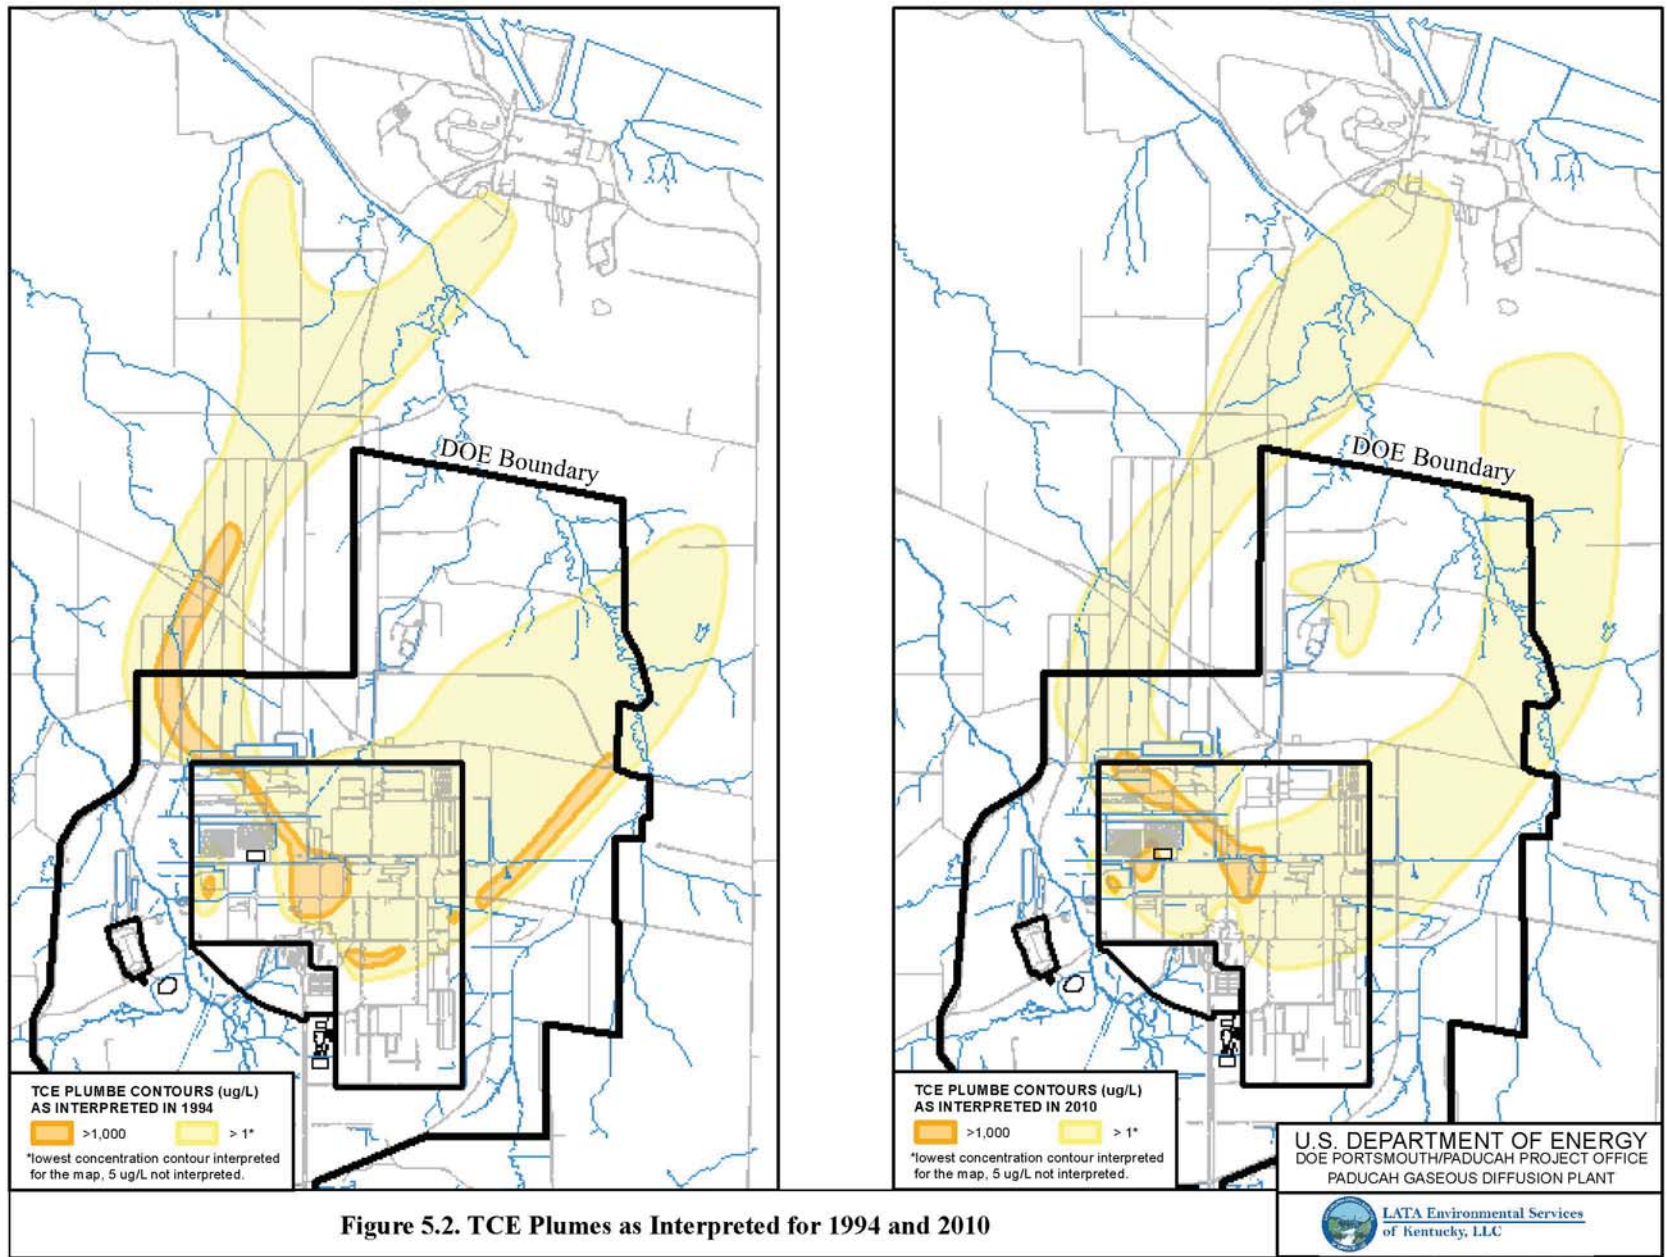 DOE Boundary
TCE PLUMBE CONTOURS (ug/L)
AS INTERPRETED IN 1994
>1,000 > 1*
*lowest concentration contour interpreted
for the map, 5 ug/L not interpreted.
DOE Boundary
TCE PLUMBE CONTOURS (ug/L)
AS INTERPRETED IN 2010
>1,000 > 1*
*lowest concentration contour interpreted
for the map, 5 ug/L not interpreted.
U.S. DEPARTMENT OF ENERGY
DOE PORTSMOUTH/PADUCAH PROJECT OFFICE
PADUCAH GASEOUS DIFFUSION PLANT
LATA Environmental Services
of Kentucky, LLC
Figure 5.2. TCE Plumes as Interpreted for 1994 and 2010